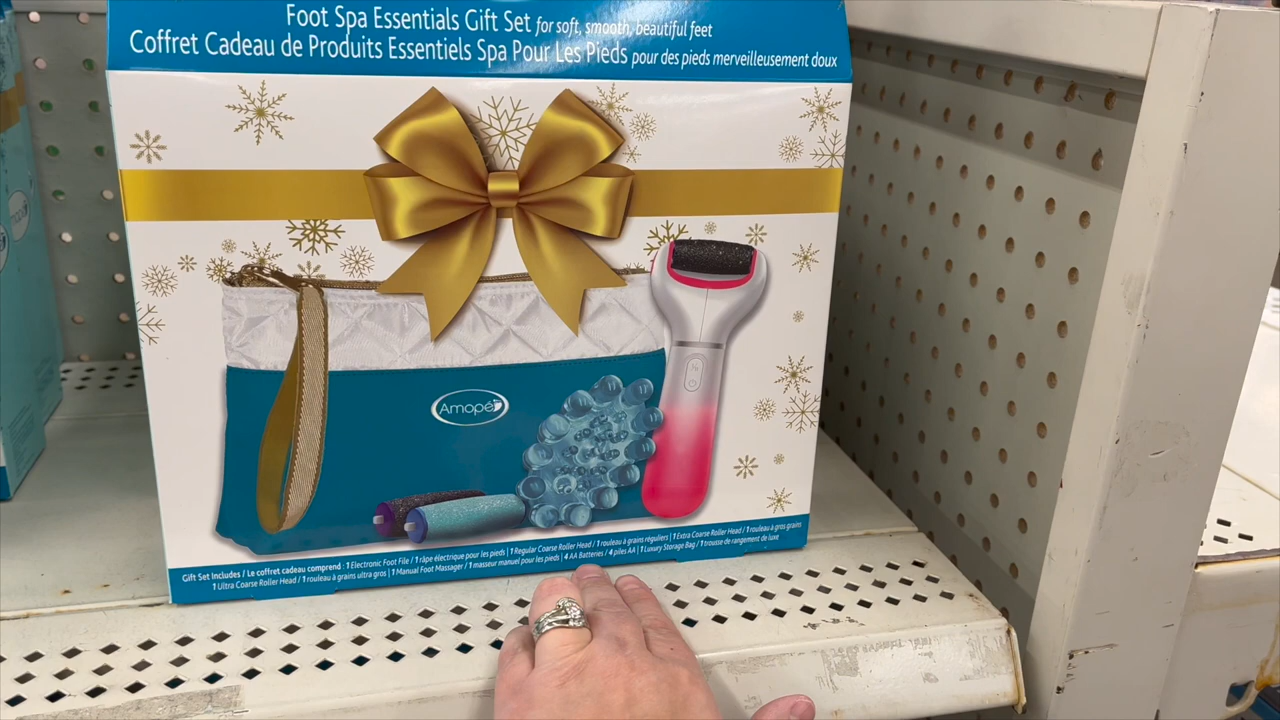 Foot Spa Essentials Gift Set for soft, smooth, beautiful feet
Coffret Cadeau de Produits Essentiels Spa Pour Les Pieds pour des pieds merveilleusement doux
Amopé
Gift Set Includes / Le coffret cadeau comprend : 1 Electronic Foot File / 1 râpe électrique pour les pieds | 1 Regular Coarse Roller Head / 1 rouleau à grains réguliers | 1 Extra Coarse Roller Head / 1 rouleau à gros grains
1 Ultra Coarse Roller Head / 1 rouleau à grains ultra gros | 1 Manual Foot Massager / 1 masseur manuel pour les pieds | 4 AA Batteries / 4 piles AA | 1 Luxury Storage Bag / 1 trousse de rangement de luxe